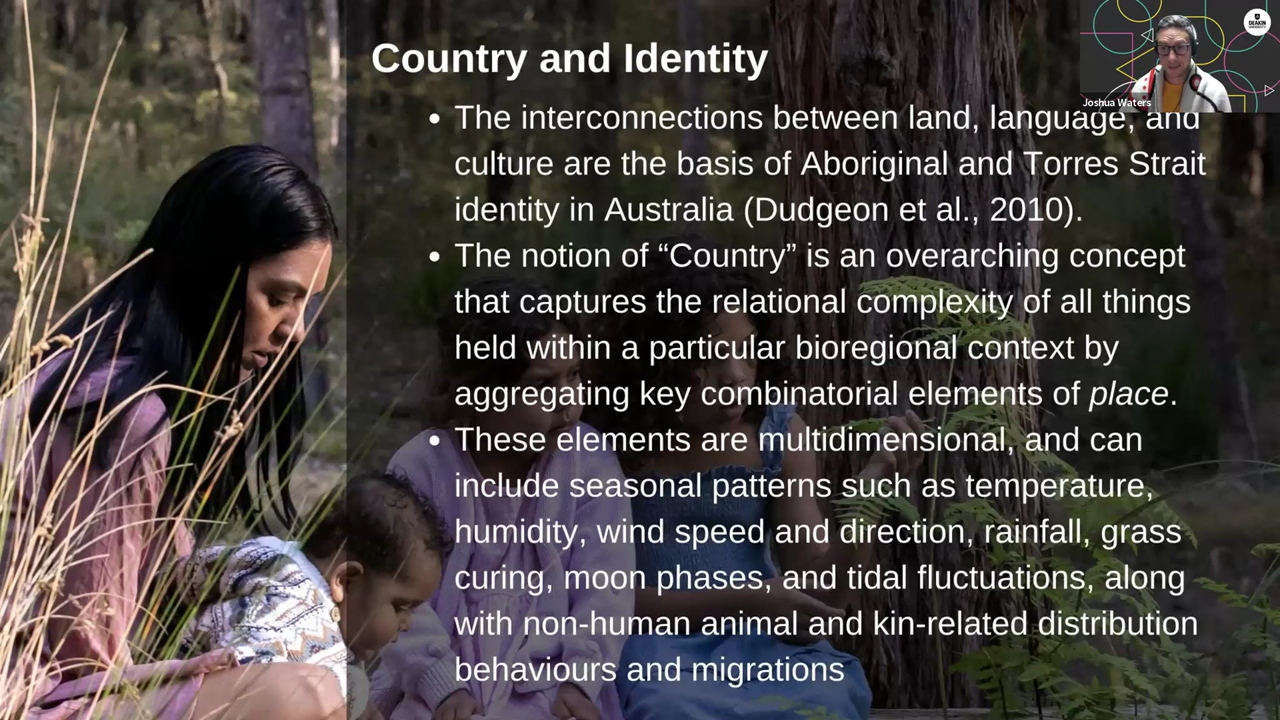 Country and Identity
• The interconnections between land, language, and
culture are the basis of Aboriginal and Torres Strait
identity in Australia (Dudgeon et al., 2010).
• The notion of “Country” is an overarching concept
that captures the relational complexity of all things
held within a particular bioregional context by
aggregating key combinatorial elements of place.
• These elements are multidimensional, and can
include seasonal patterns such as temperature,
humidity, wind speed and direction, rainfall, grass
curing, moon phases, and tidal fluctuations, along
with non-human animal and kin-related distribution
behaviours and migrations
DEAKIN
UNIVERSITY
Joshua Waters